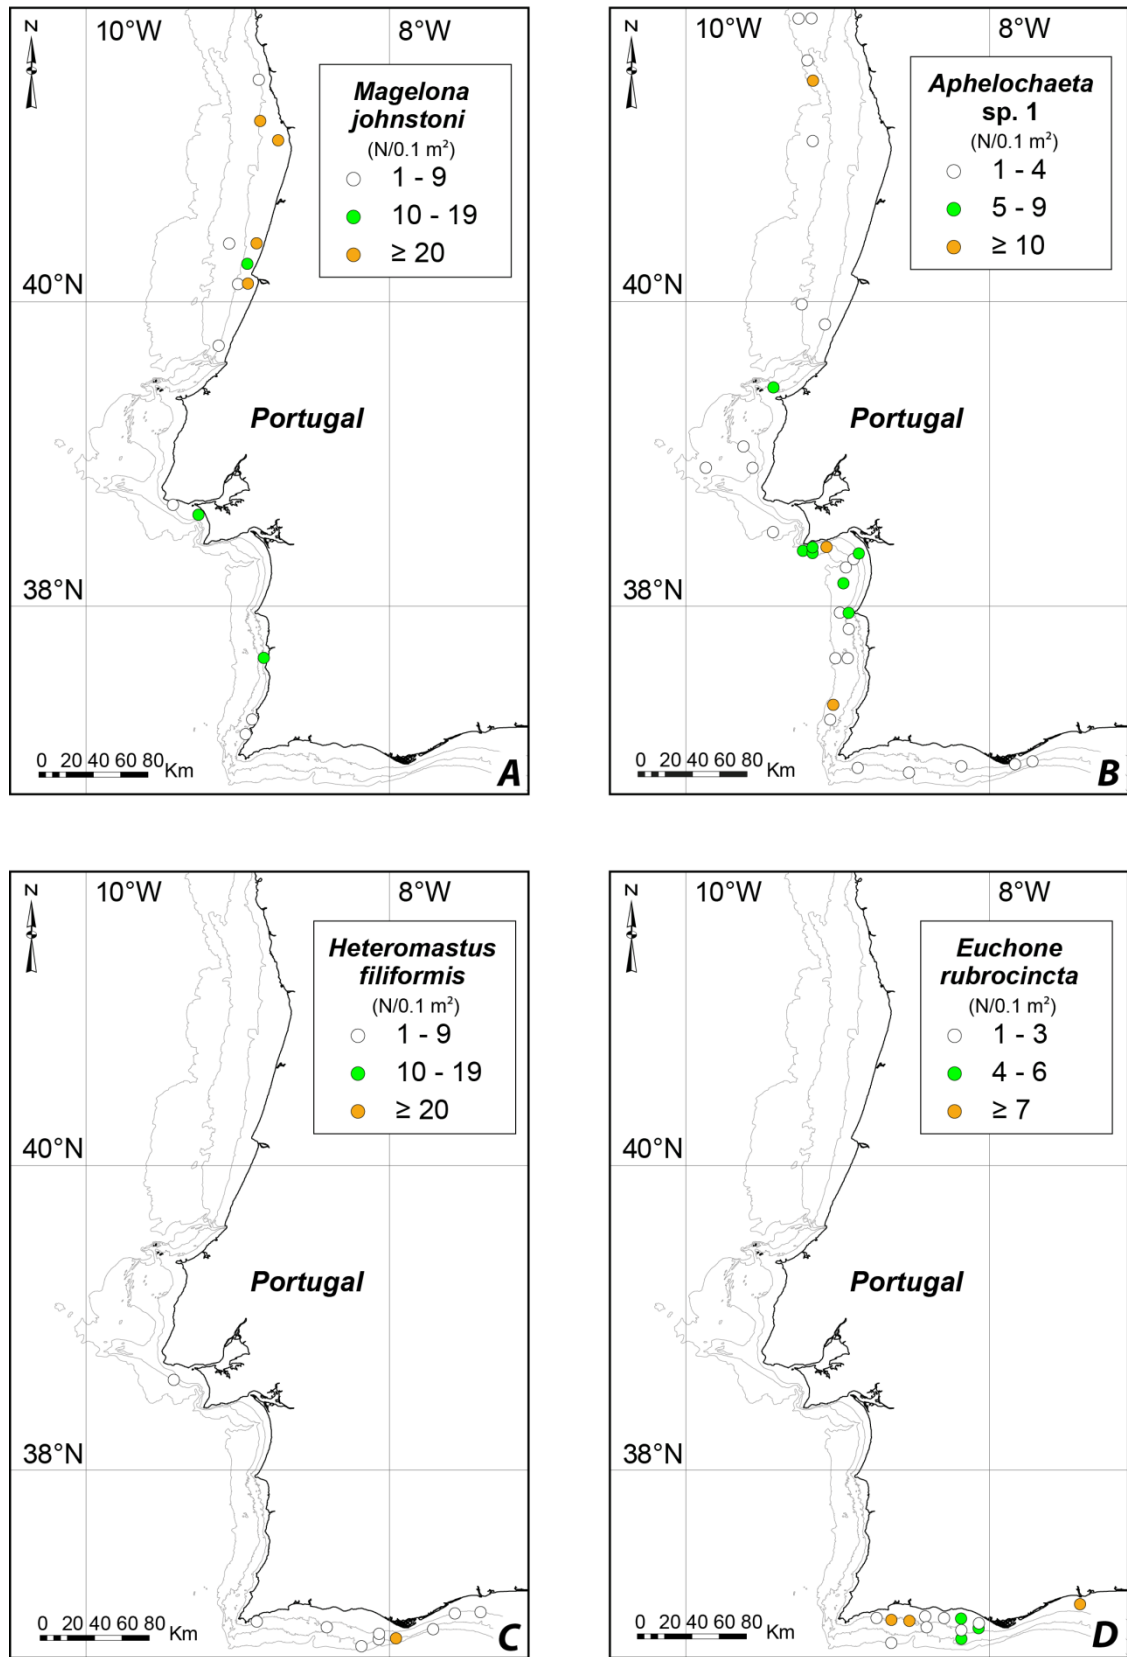 N
10°W
8°W
Magelona
johnstoni
(N/0.1 m²)
1 - 9
10 - 19
≥ 20
40°N
Portugal
38°N
0 20 40 60 80 Km
A
N
10°W
8°W
Aphelochaeta
sp. 1
(N/0.1 m²)
1 - 4
5 - 9
≥ 10
40°N
Portugal
38°N
0 20 40 60 80 Km
B
N
10°W
8°W
Heteromastus
filiformis
(N/0.1 m²)
1 - 9
10 - 19
≥ 20
40°N
Portugal
38°N
0 20 40 60 80 Km
C
N
10°W
8°W
Euchone
rubrocincta
(N/0.1 m²)
1 - 3
4 - 6
≥ 7
40°N
Portugal
38°N
0 20 40 60 80 Km
D